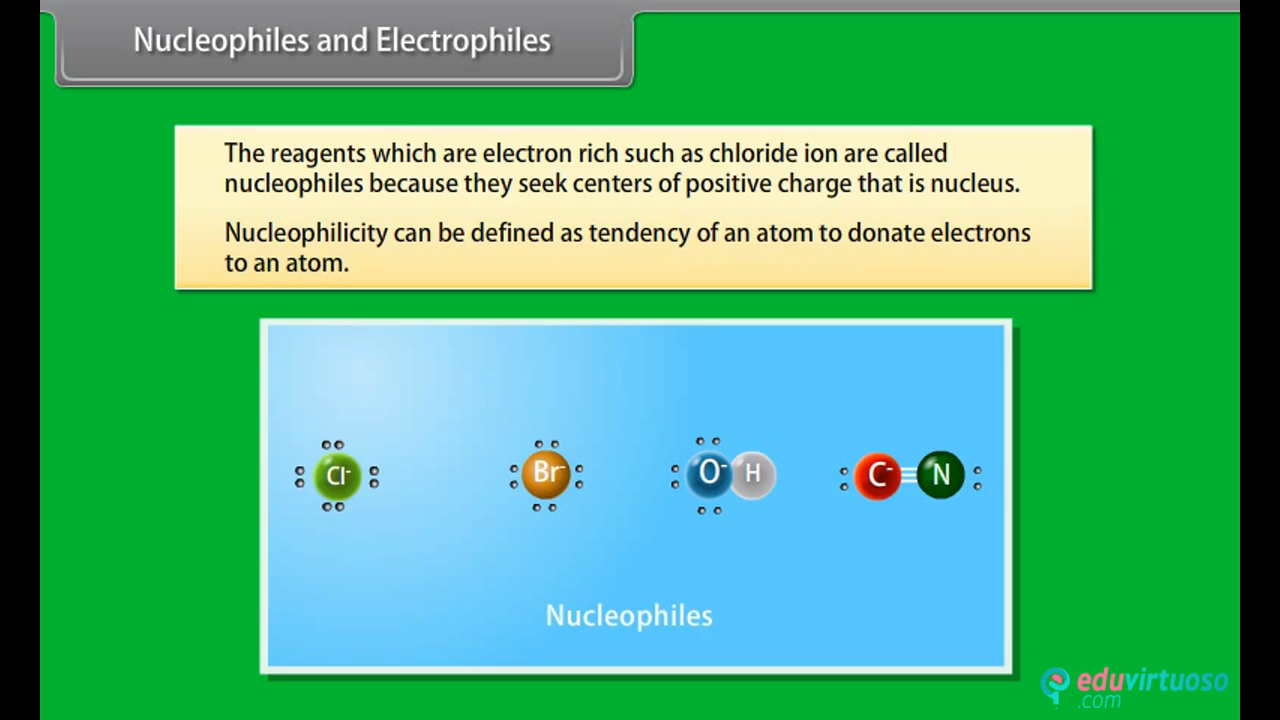 Nucleophiles and Electrophiles
The reagents which are electron rich such as chloride ion are called
nucleophiles because they seek centers of positive charge that is nucleus.
Nucleophilicity can be defined as tendency of an atom to donate electrons
to an atom.
Cl⁻ Br⁻ O⁻ H C⁻ N
Nucleophiles
eduvirtuoso
.com